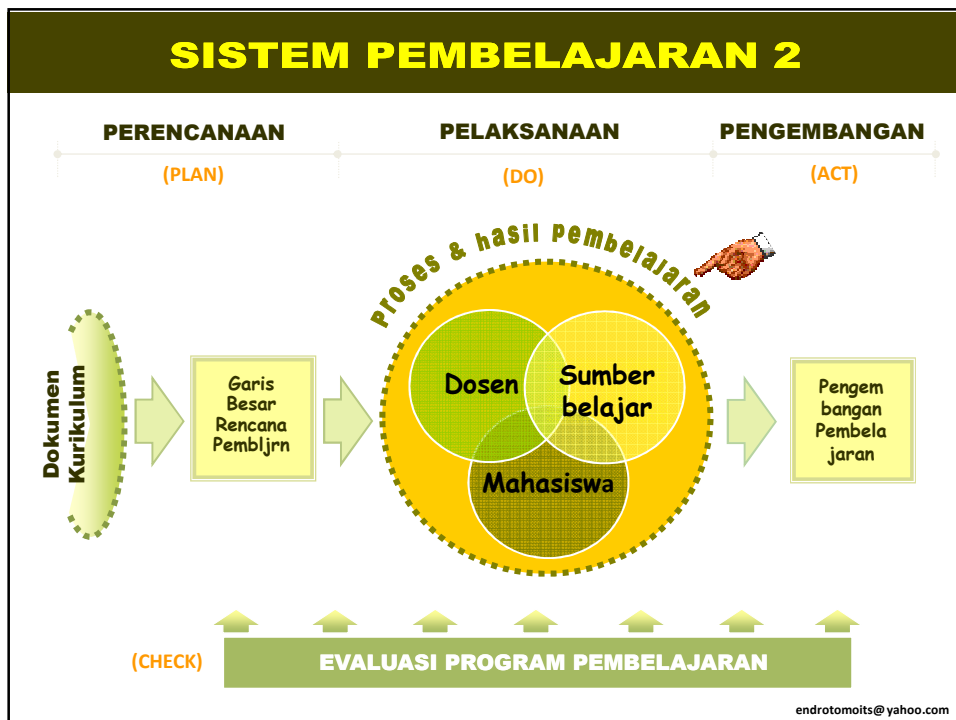 SISTEM PEMBELAJARAN 2
PERENCANAAN
PELAKSANAAN
PENGEMBANGAN
(PLAN)
(DO)
(ACT)
Proses & hasil pembelajaran
Dokumen
Kurikulum
Garis
Besar
Rencana
Pembljrn
Dosen
Sumber
belajar
Mahasiswa
Pengem
bangan
Pembela
jaran
(CHECK)
EVALUASI PROGRAM PEMBELAJARAN
endrotomoits@yahoo.com